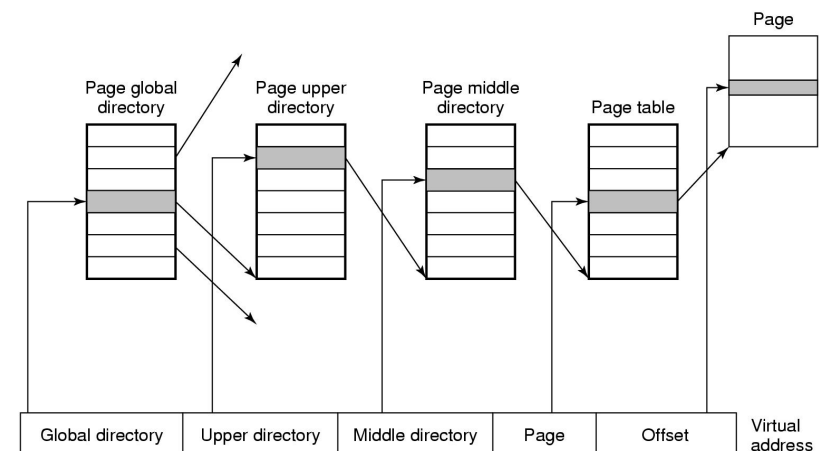 Page
Page global
directory
Page upper
directory
Page middle
directory
Page table
Global directory
Upper directory
Middle directory
Page
Offset
Virtual
address